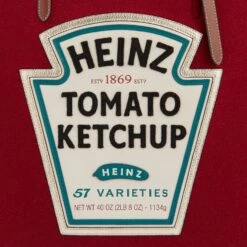 HEINZ
ESTD 1869 ESTD
TOMATO
KETCHUP
HEINZ
57 VARIETIES
NET WT 40 OZ (2LB 8 OZ) - 1134g